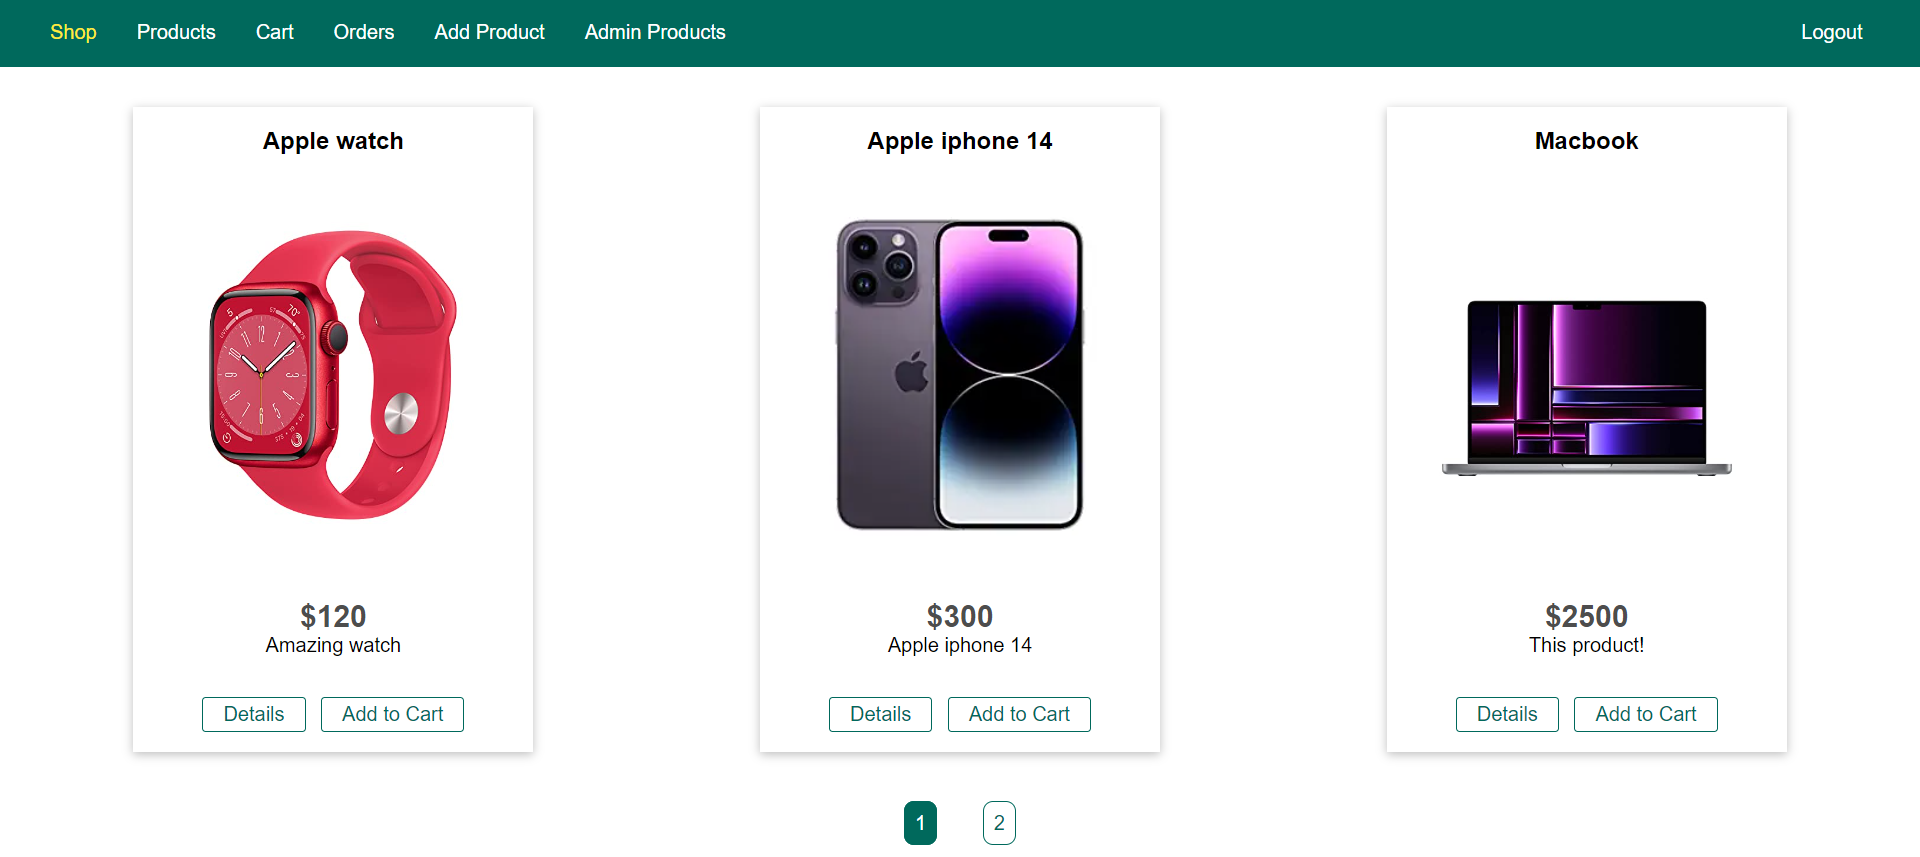 Shop Products Cart Orders Add Product Admin Products Logout
Apple watch
Apple iphone 14
Macbook
$120
Amazing watch
$300
Apple iphone 14
$2500
This product!
Details Add to Cart
Details Add to Cart
Details Add to Cart
1 2